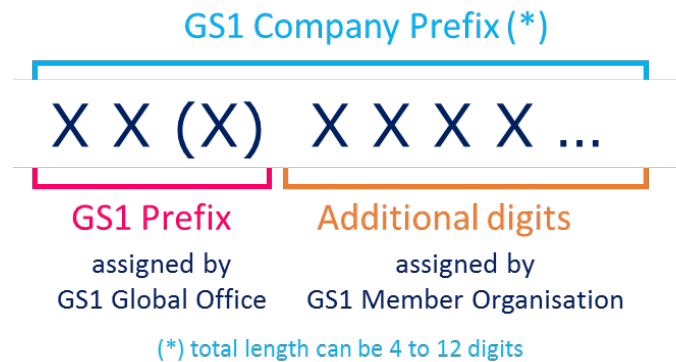 GS1 Company Prefix (*)
X X (X) X X X X ...
GS1 Prefix Additional digits
assigned by assigned by
GS1 Global Office GS1 Member Organisation
(*) total length can be 4 to 12 digits